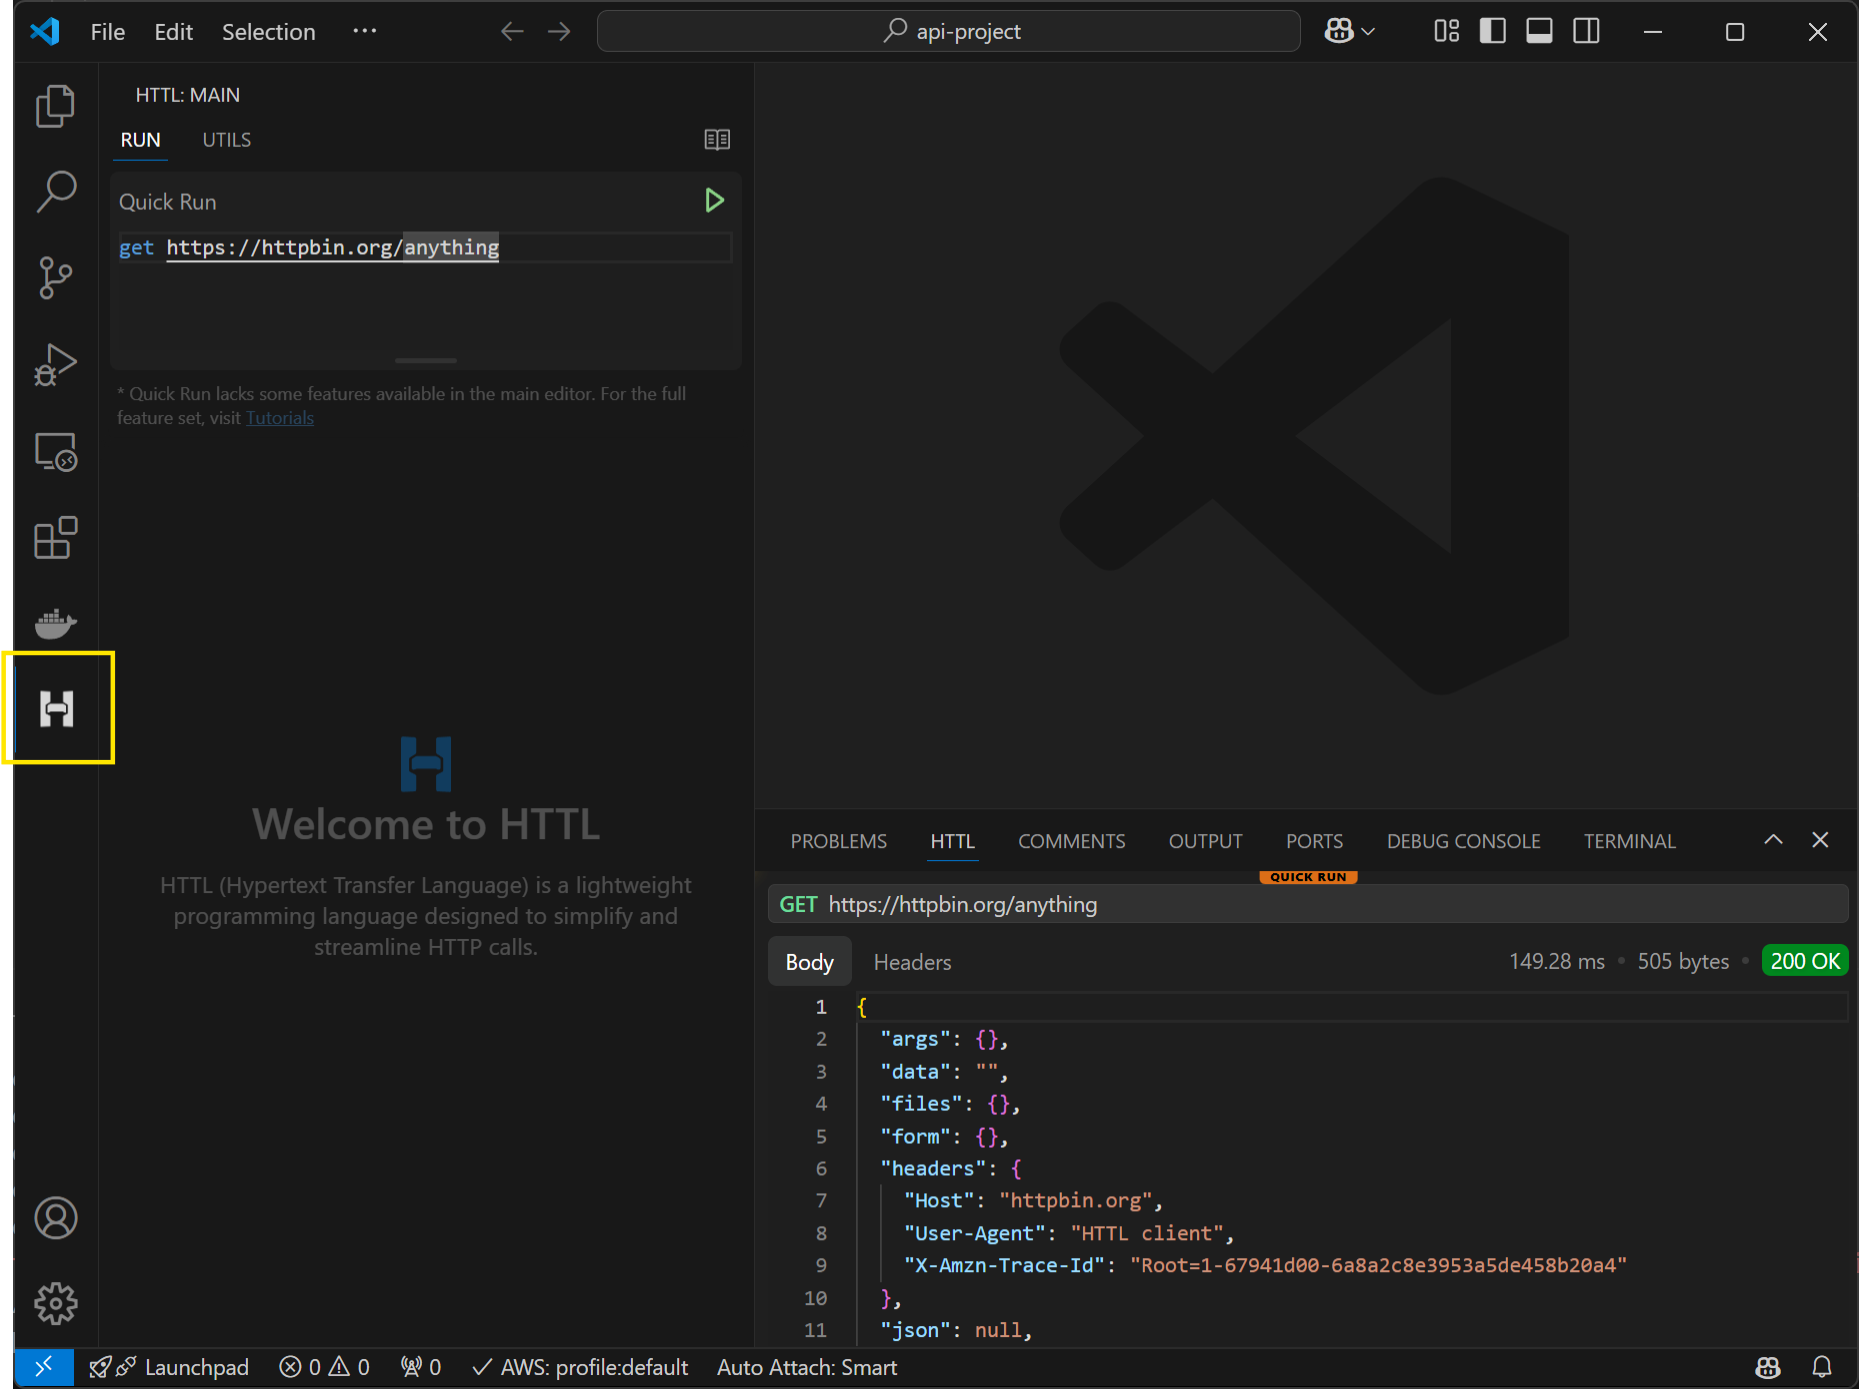 File Edit Selection ··· api-project
HTTL: MAIN
RUN UTILS
Quick Run
get https://httpbin.org/anything
* Quick Run lacks some features available in the main editor. For the full
feature set, visit Tutorials
Welcome to HTTL
HTTL (Hypertext Transfer Language) is a lightweight
programming language designed to simplify and
streamline HTTP calls.
PROBLEMS HTTL COMMENTS OUTPUT PORTS DEBUG CONSOLE TERMINAL
QUICK RUN
GET https://httpbin.org/anything
Body Headers 149.28 ms • 505 bytes • 200 OK
1 {
2 "args": {},
3 "data": "",
4 "files": {},
5 "form": {},
6 "headers": {
7 "Host": "httpbin.org",
8 "User-Agent": "HTTL client",
9 "X-Amzn-Trace-Id": "Root=1-67941d00-6a8a2c8e3953a5de458b20a4"
10 },
11 "json": null,
Launchpad 0 0 0 AWS: profile:default Auto Attach: Smart